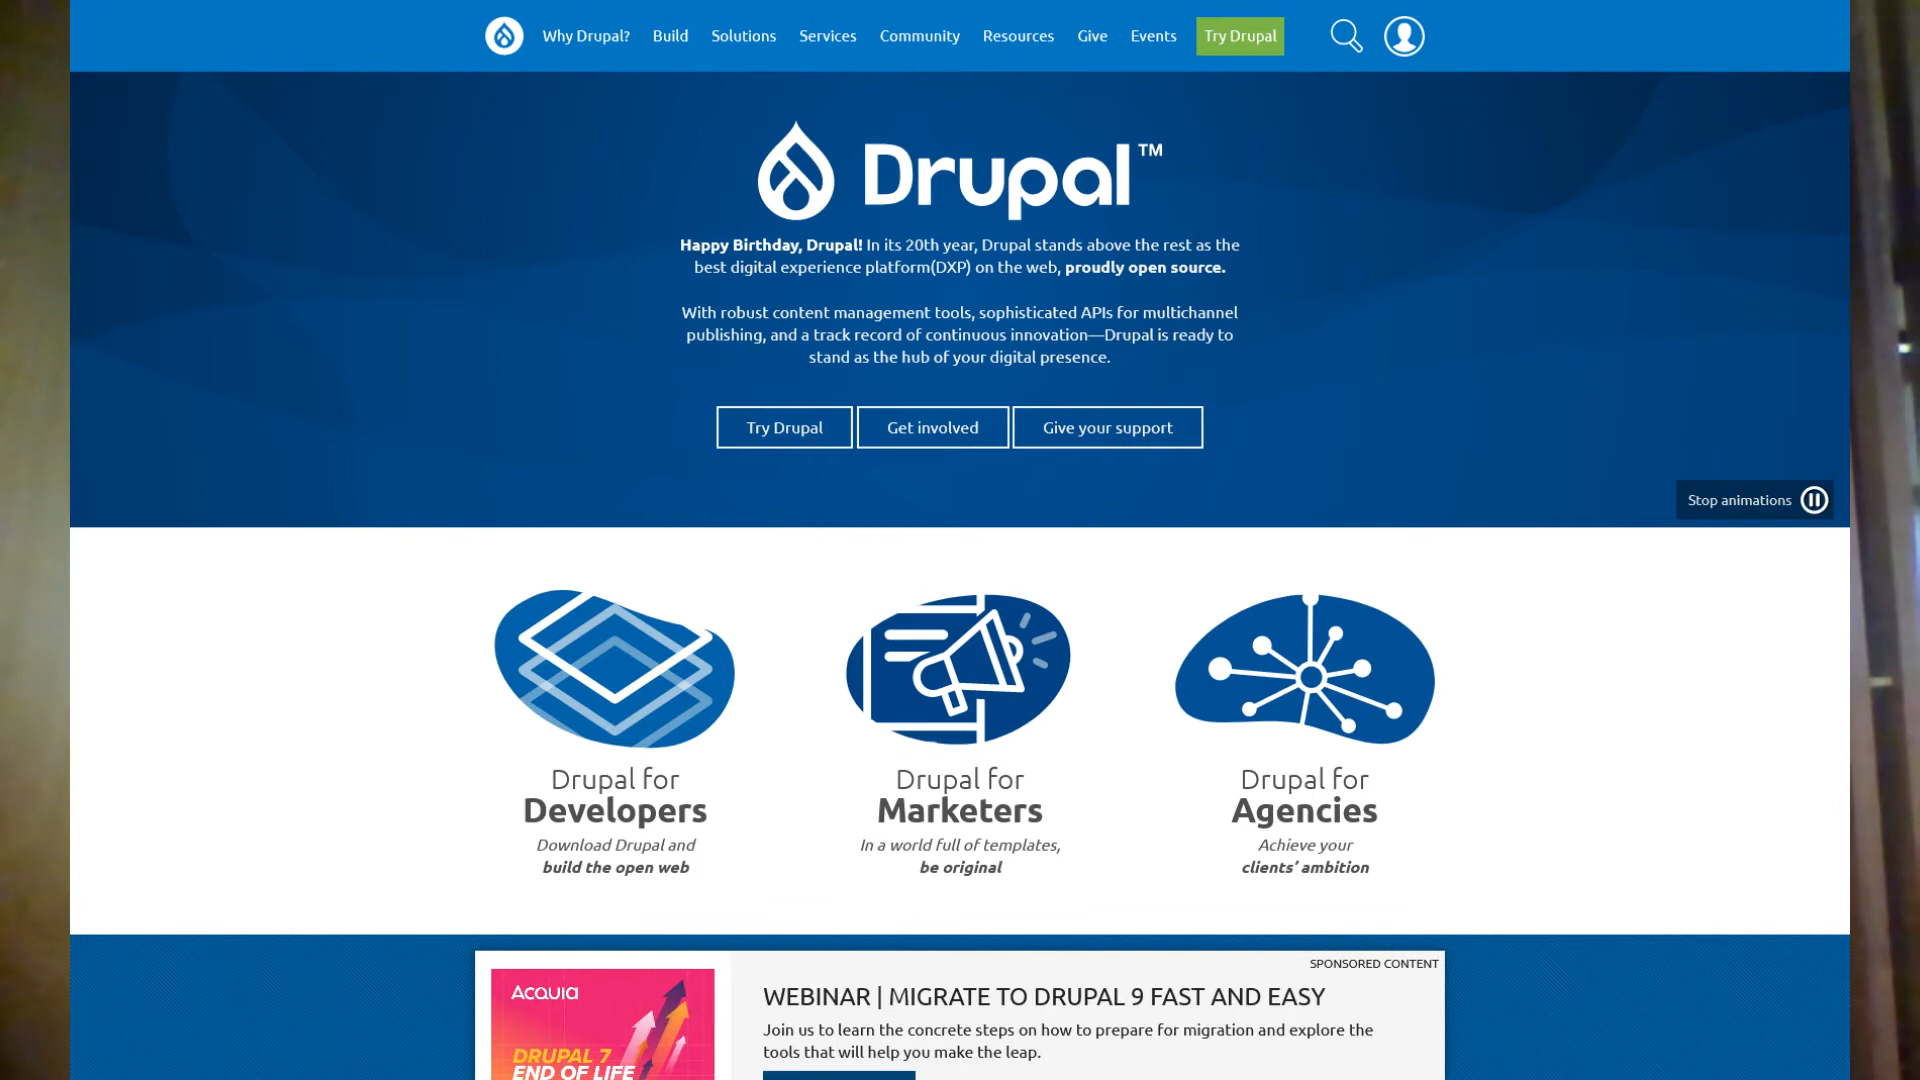 Why Drupal? Build Solutions Services Community Resources Give Events Try Drupal
Drupal™
Happy Birthday, Drupal! In its 20th year, Drupal stands above the rest as the
best digital experience platform(DXP) on the web, proudly open source.
With robust content management tools, sophisticated APIs for multichannel
publishing, and a track record of continuous innovation—Drupal is ready to
stand as the hub of your digital presence.
Try Drupal Get involved Give your support
Stop animations
Drupal for
Developers
Download Drupal and
build the open web
Drupal for
Marketers
In a world full of templates,
be original
Drupal for
Agencies
Achieve your
clients’ ambition
SPONSORED CONTENT
Acquia
DRUPAL 7
END OF LIFE
WEBINAR | MIGRATE TO DRUPAL 9 FAST AND EASY
Join us to learn the concrete steps on how to prepare for migration and explore the
tools that will help you make the leap.